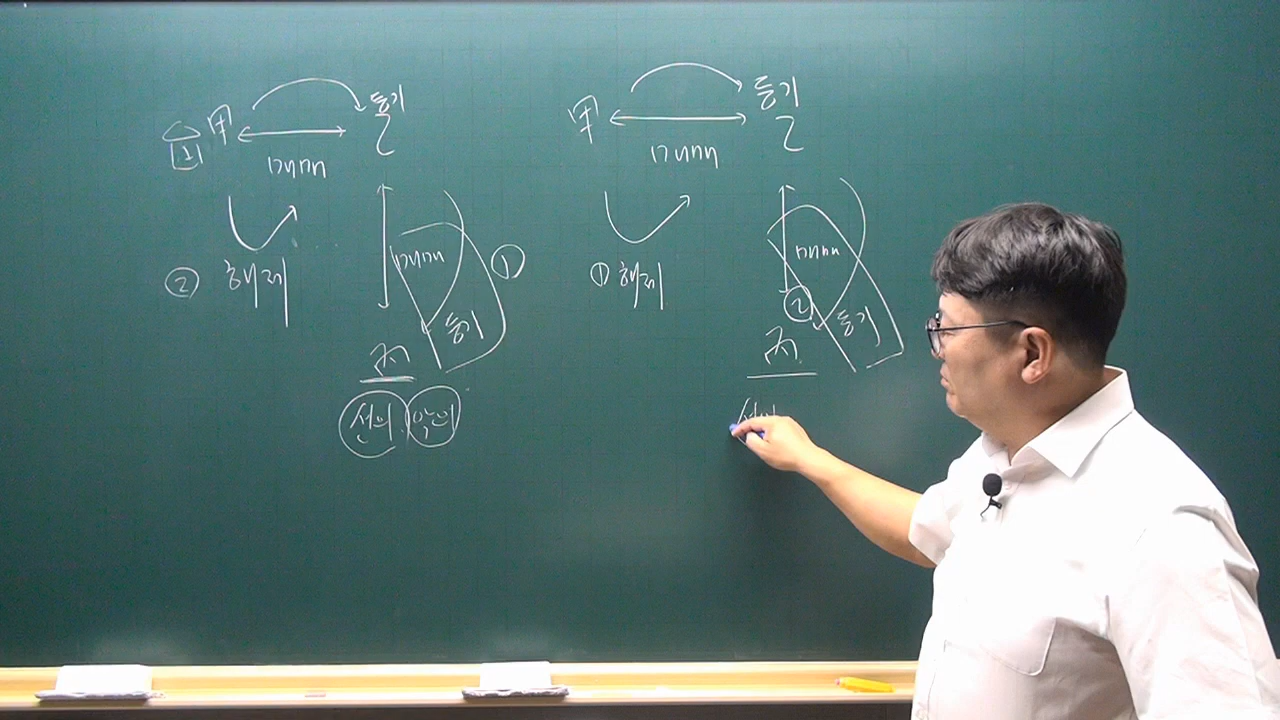 등기
甲 乙
매매
② 해제
매매 ①
등기
丙
선의 악의
등기
甲 乙
매매
① 해제
매매
② 등기
丙
선의